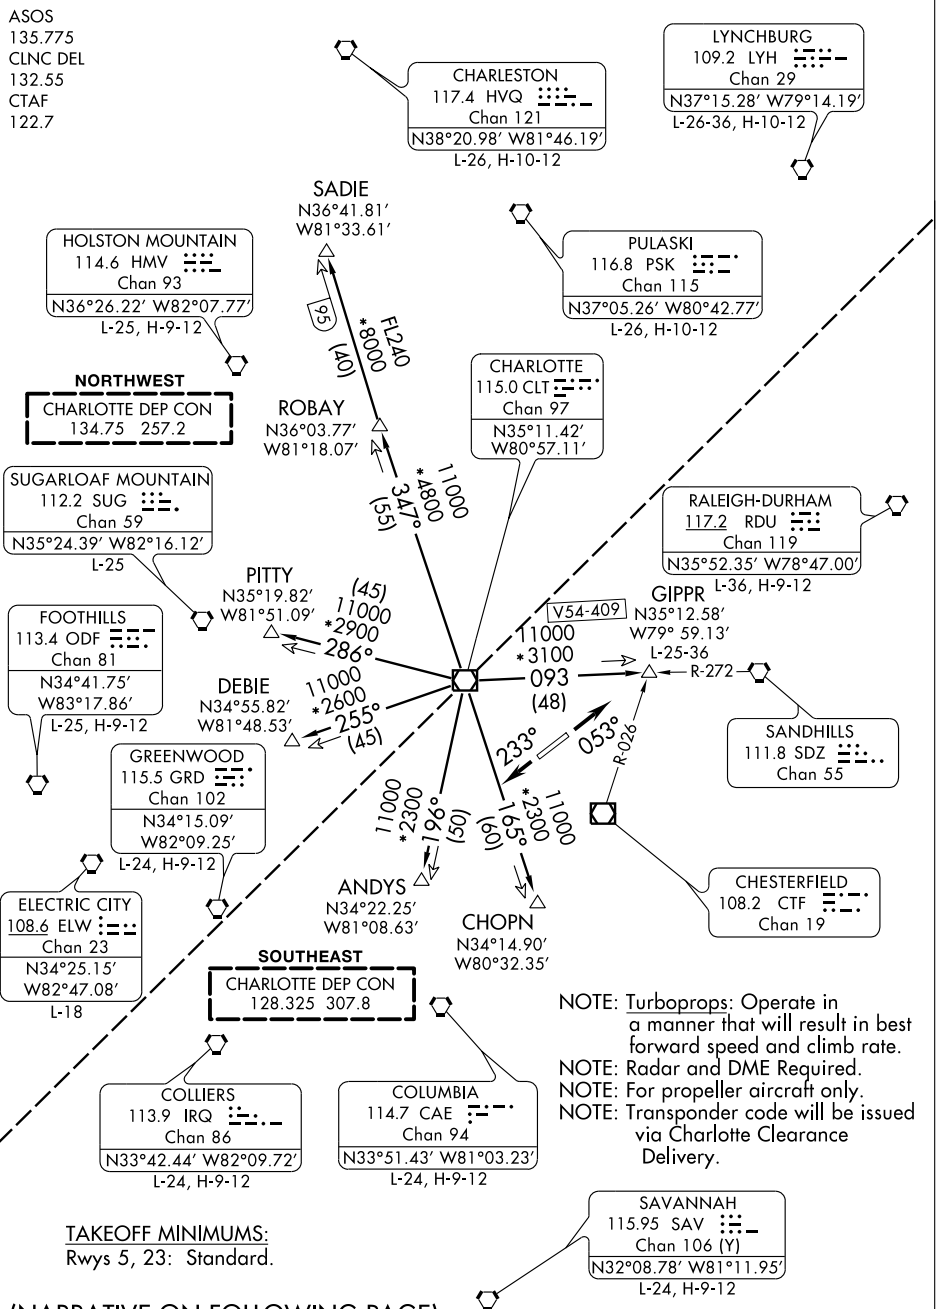 ASOS
135.775
CLNC DEL
132.55
CTAF
122.7
CHARLESTON
117.4 HVQ
Chan 121
N38°20.98' W81°46.19'
L-26, H-10-12
LYNCHBURG
109.2 LYH
Chan 29
N37°15.28' W79°14.19'
L-26-36, H-10-12
SADIE
N36°41.81'
W81°33.61'
HOLSTON MOUNTAIN
114.6 HMV
Chan 93
N36°26.22' W82°07.77'
L-25, H-9-12
PULASKI
116.8 PSK
Chan 115
N37°05.26' W80°42.77'
L-26, H-10-12
95
FL240
*8000
(40)
NORTHWEST
CHARLOTTE DEP CON
134.75 257.2
ROBAY
N36°03.77'
W81°18.07'
CHARLOTTE
115.0 CLT
Chan 97
N35°11.42'
W80°57.11'
11000
*4800
347°
(55)
SUGARLOAF MOUNTAIN
112.2 SUG
Chan 59
N35°24.39' W82°16.12'
L-25
RALEIGH-DURHAM
117.2 RDU
Chan 119
N35°52.35' W78°47.00'
L-36, H-9-12
PITTY
N35°19.82'
W81°51.09'
(45)
11000
*2900
286°
GIPPR
N35°12.58'
W79° 59.13'
L-25-36
V54-409
11000
*3100
093
(48)
R-272
FOOTHILLS
113.4 ODF
Chan 81
N34°41.75'
W83°17.86'
L-25, H-9-12
DEBIE
N34°55.82'
W81°48.53'
11000
*2600
255°
(45)
233°
053°
R-026
SANDHILLS
111.8 SDZ
Chan 55
GREENWOOD
115.5 GRD
Chan 102
N34°15.09'
W82°09.25'
L-24, H-9-12
11000
*2300
196°
(50)
11000
*2300
165°
(60)
ANDYS
N34°22.25'
W81°08.63'
CHOPN
N34°14.90'
W80°32.35'
CHESTERFIELD
108.2 CTF
Chan 19
ELECTRIC CITY
108.6 ELW
Chan 23
N34°25.15'
W82°47.08'
L-18
SOUTHEAST
CHARLOTTE DEP CON
128.325 307.8
NOTE: Turboprops: Operate in
a manner that will result in best
forward speed and climb rate.
NOTE: Radar and DME Required.
NOTE: For propeller aircraft only.
NOTE: Transponder code will be issued
via Charlotte Clearance
Delivery.
COLLIERS
113.9 IRQ
Chan 86
N33°42.44' W82°09.72'
L-24, H-9-12
COLUMBIA
114.7 CAE
Chan 94
N33°51.43' W81°03.23'
L-24, H-9-12
TAKEOFF MINIMUMS:
Rwys 5, 23: Standard.
SAVANNAH
115.95 SAV
Chan 106 (Y)
N32°08.78' W81°11.95'
L-24, H-9-12
(NARRATIVE ON FOLLOWING PAGE)